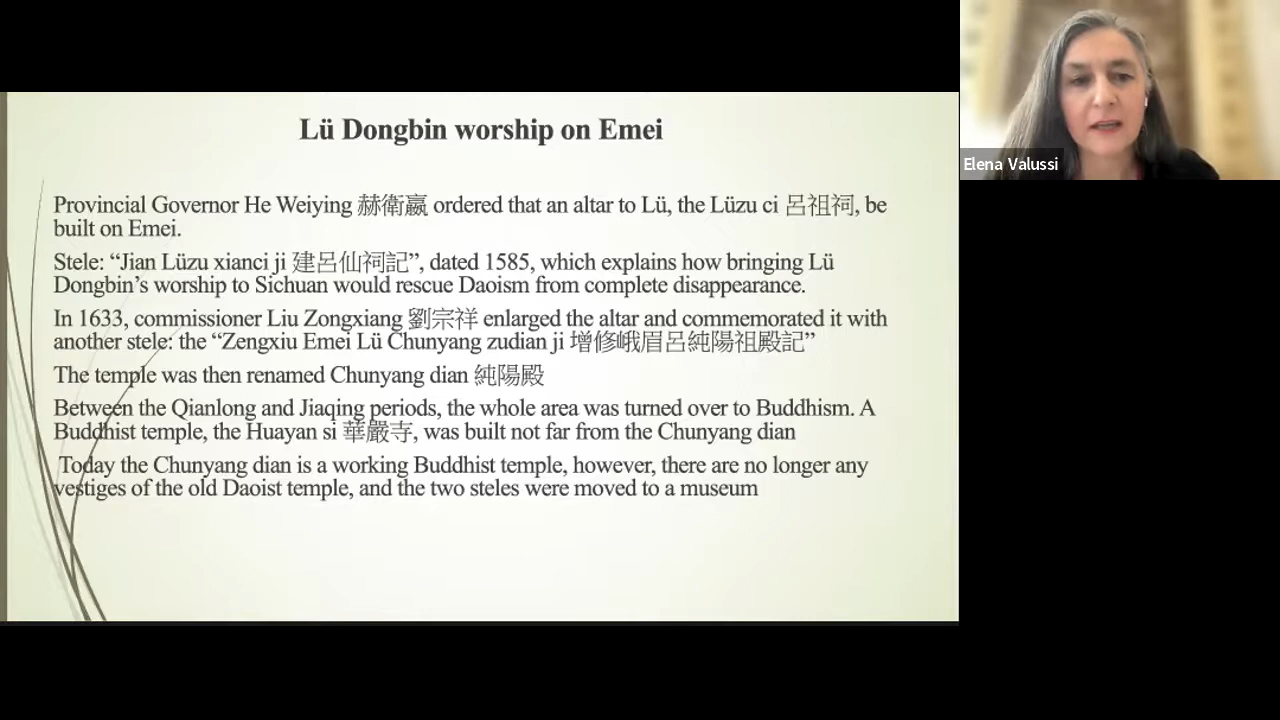 Lü Dongbin worship on Emei
Provincial Governor He Weiying 赫衛嬴 ordered that an altar to Lü, the Lüzu ci 呂祖祠, be
built on Emei.
Stele: “Jian Lüzu xianci ji 建呂仙祠記”, dated 1585, which explains how bringing Lü
Dongbin’s worship to Sichuan would rescue Daoism from complete disappearance.
In 1633, commissioner Liu Zongxiang 劉宗祥 enlarged the altar and commemorated it with
another stele: the “Zengxiu Emei Lü Chunyang zudian ji 增修峨眉呂純陽祖殿記”
The temple was then renamed Chunyang dian 純陽殿
Between the Qianlong and Jiaqing periods, the whole area was turned over to Buddhism. A
Buddhist temple, the Huayan si 華嚴寺, was built not far from the Chunyang dian
Today the Chunyang dian is a working Buddhist temple, however, there are no longer any
vestiges of the old Daoist temple, and the two steles were moved to a museum
Elena Valussi